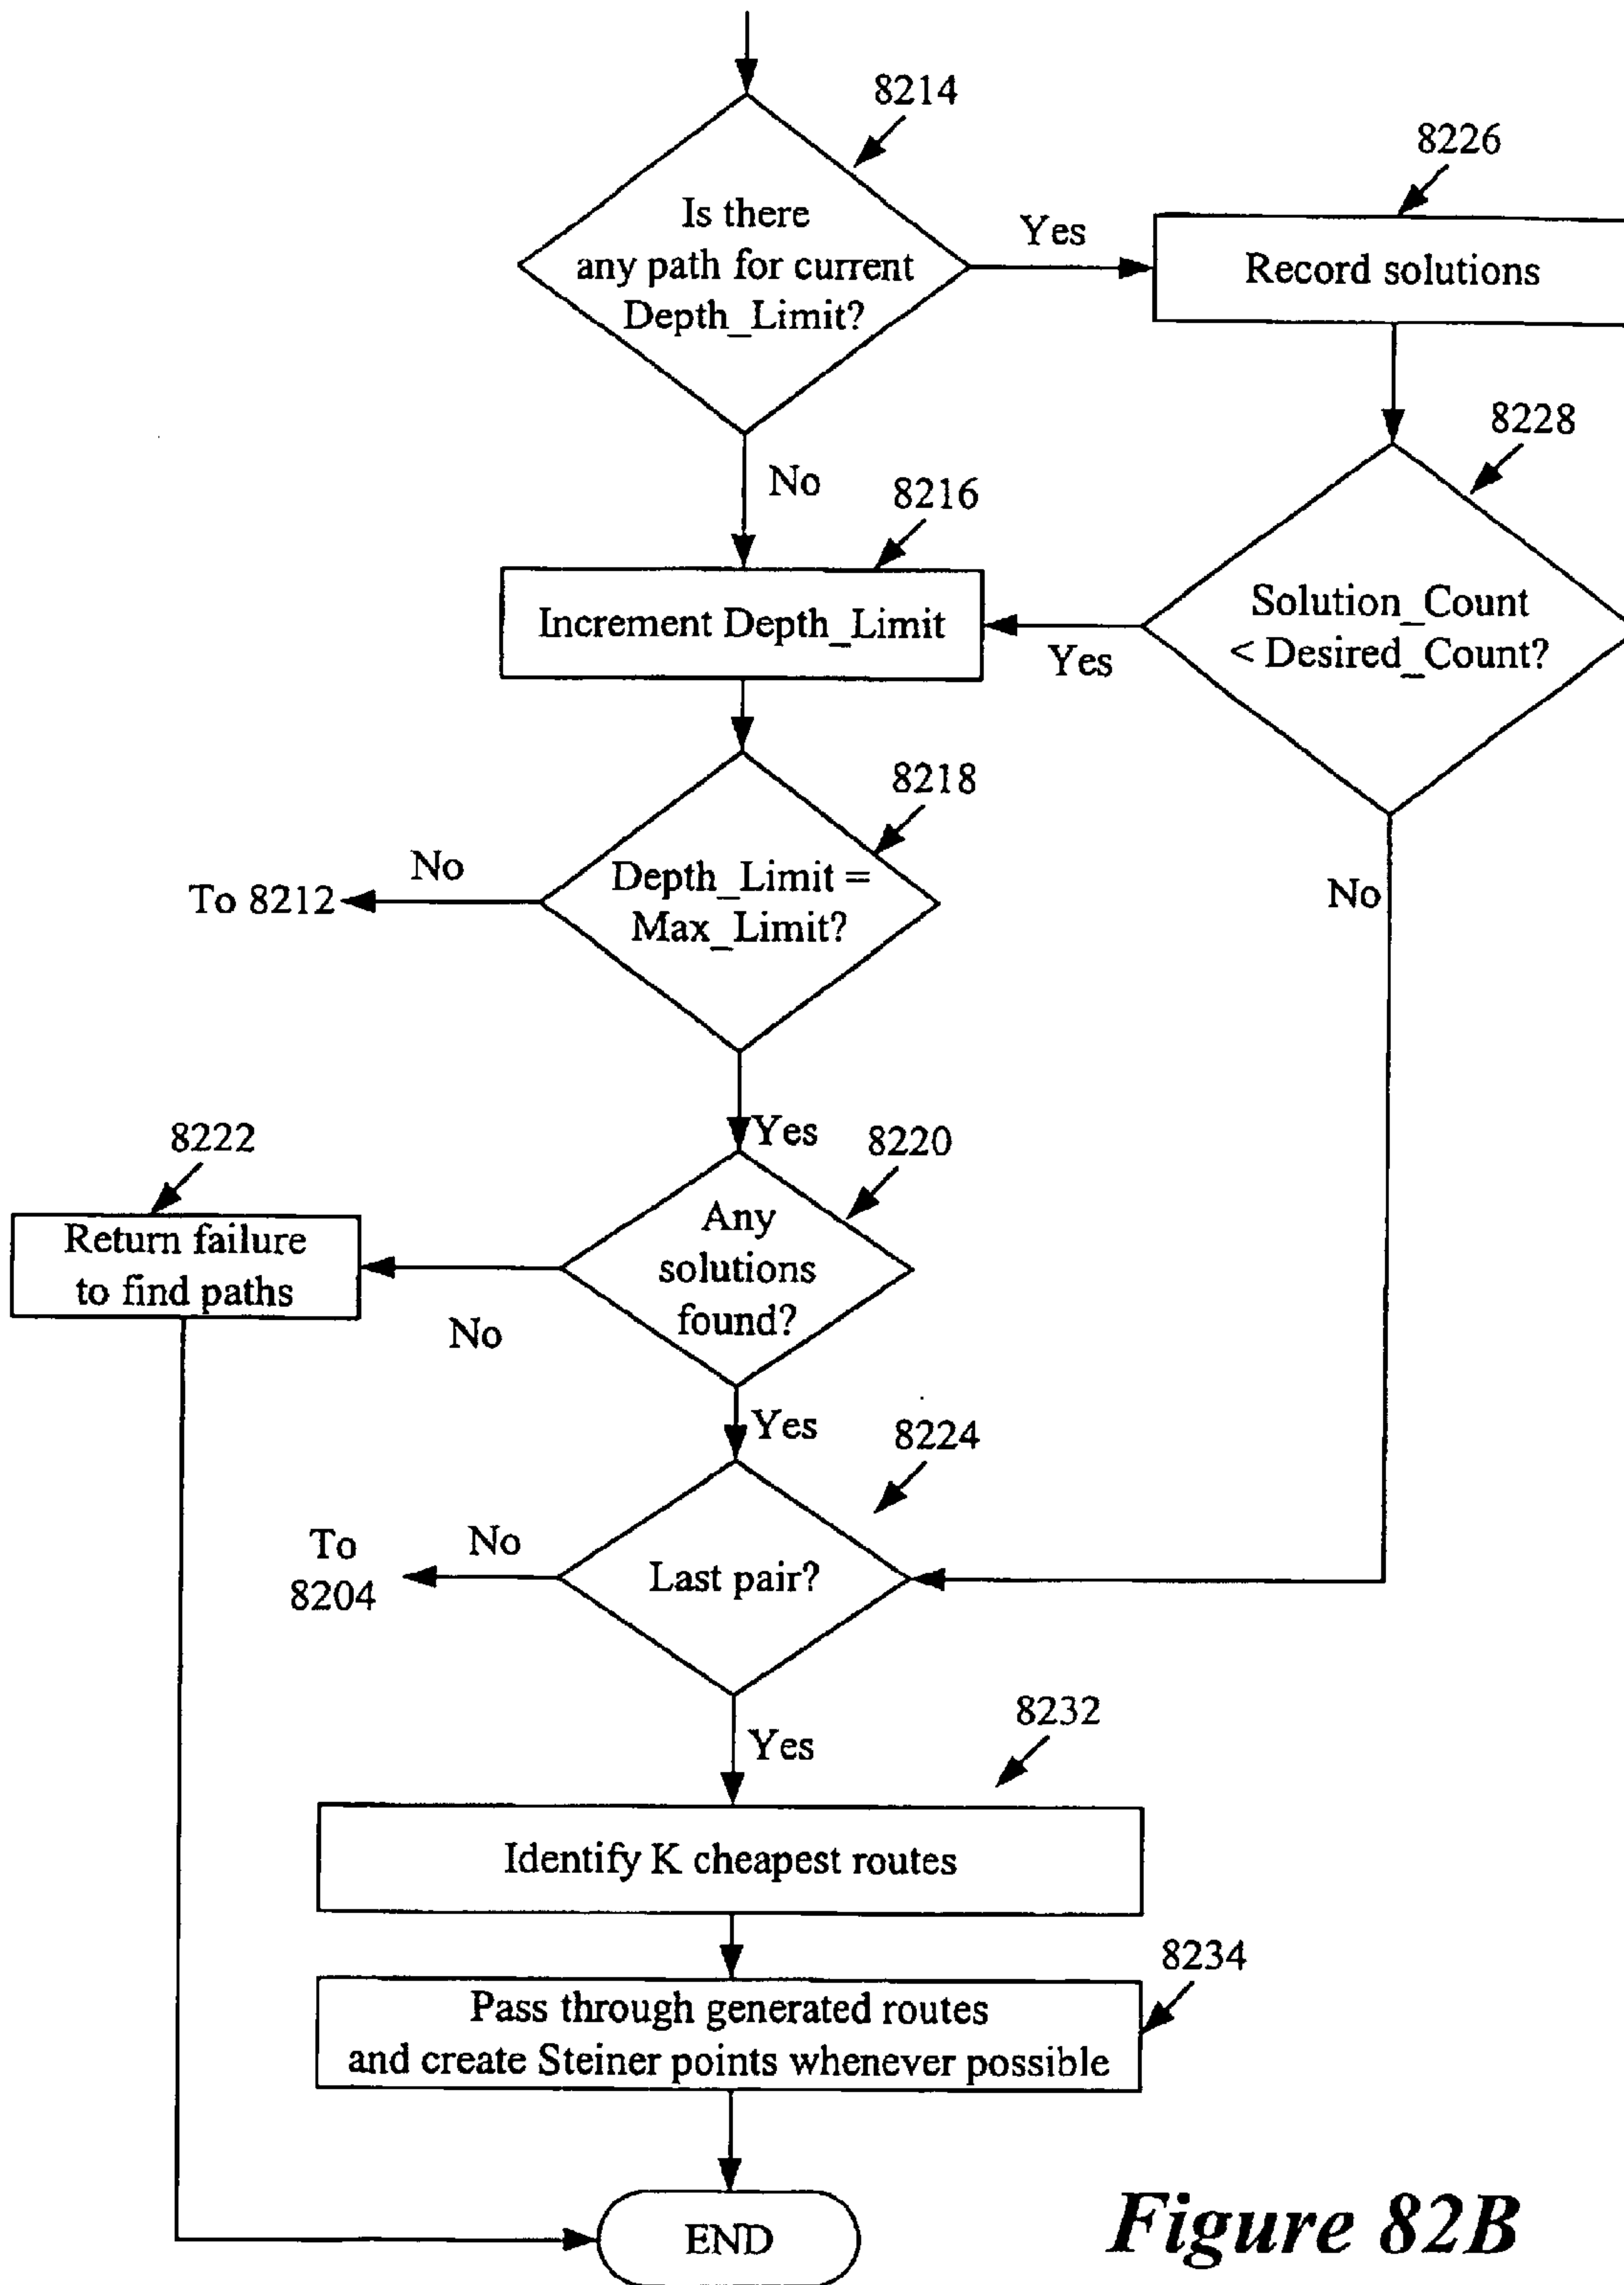 8214
Is there
any path for current
Depth_Limit?
Yes
8226
Record solutions
No
8228
Solution_Count
< Desired_Count?
Yes
No
8216
Increment Depth_Limit
8218
Depth_Limit =
Max_Limit?
No
To 8212
Yes
8220
Any
solutions
found?
No
8222
Return failure
to find paths
Yes
8224
Last pair?
No
To
8204
Yes
8232
Identify K cheapest routes
8234
Pass through generated routes
and create Steiner points whenever possible
END
Figure 82B